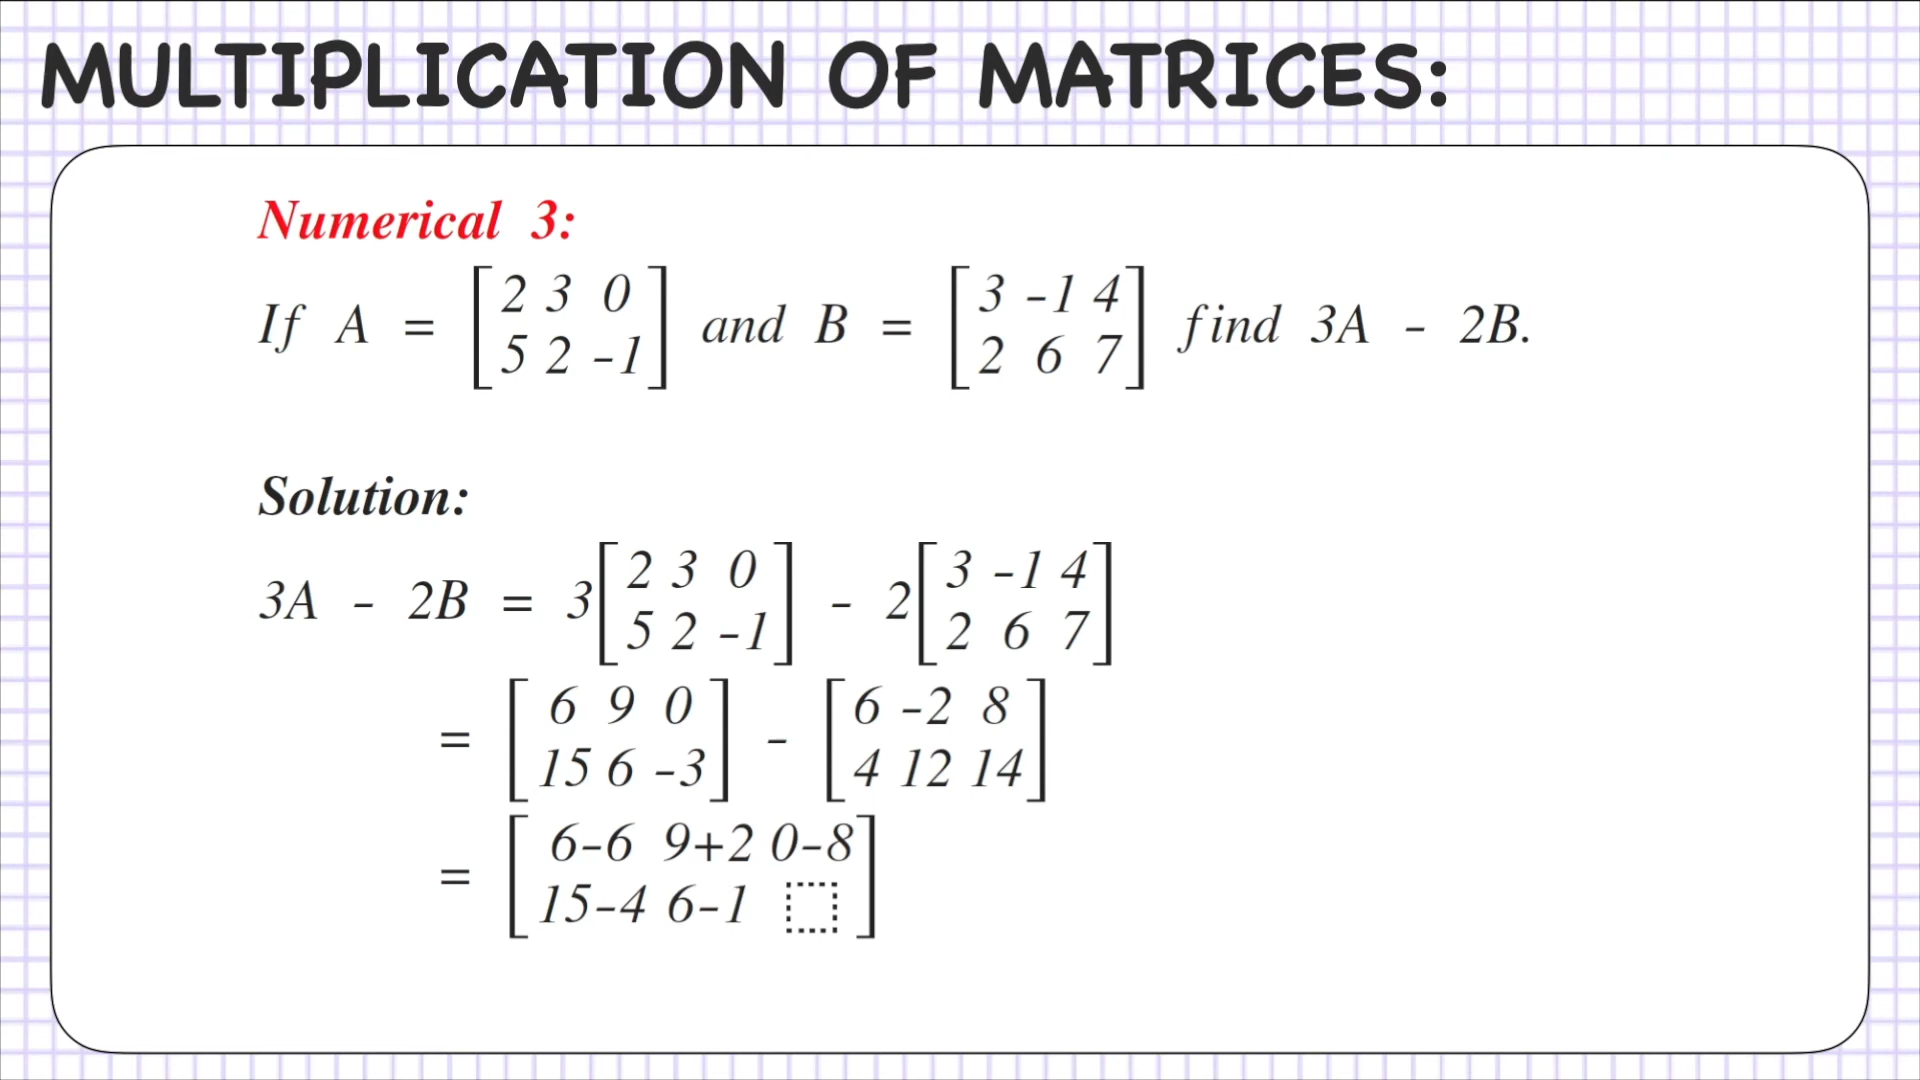 MULTIPLICATION OF MATRICES:
Numerical 3:
If A = [2 3 0; 5 2 -1] and B = [3 -1 4; 2 6 7] find 3A - 2B.
Solution:
3A - 2B = 3[2 3 0; 5 2 -1] - 2[3 -1 4; 2 6 7]
= [6 9 0; 15 6 -3] - [6 -2 8; 4 12 14]
= [6-6 9+2 0-8; 15-4 6-1 ⬚]